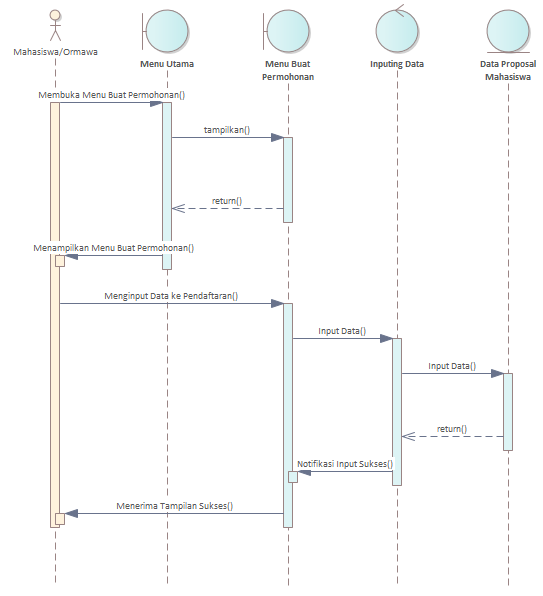 Mahasiswa/Ormawa
Menu Utama
Menu Buat
Permohonan
Inputing Data
Data Proposal
Mahasiswa
Membuka Menu Buat Permohonan()
tampilkan()
return()
Menampilkan Menu Buat Permohonan()
Menginput Data ke Pendaftaran()
Input Data()
Input Data()
return()
Notifikasi Input Sukses()
Menerima Tampilan Sukses()